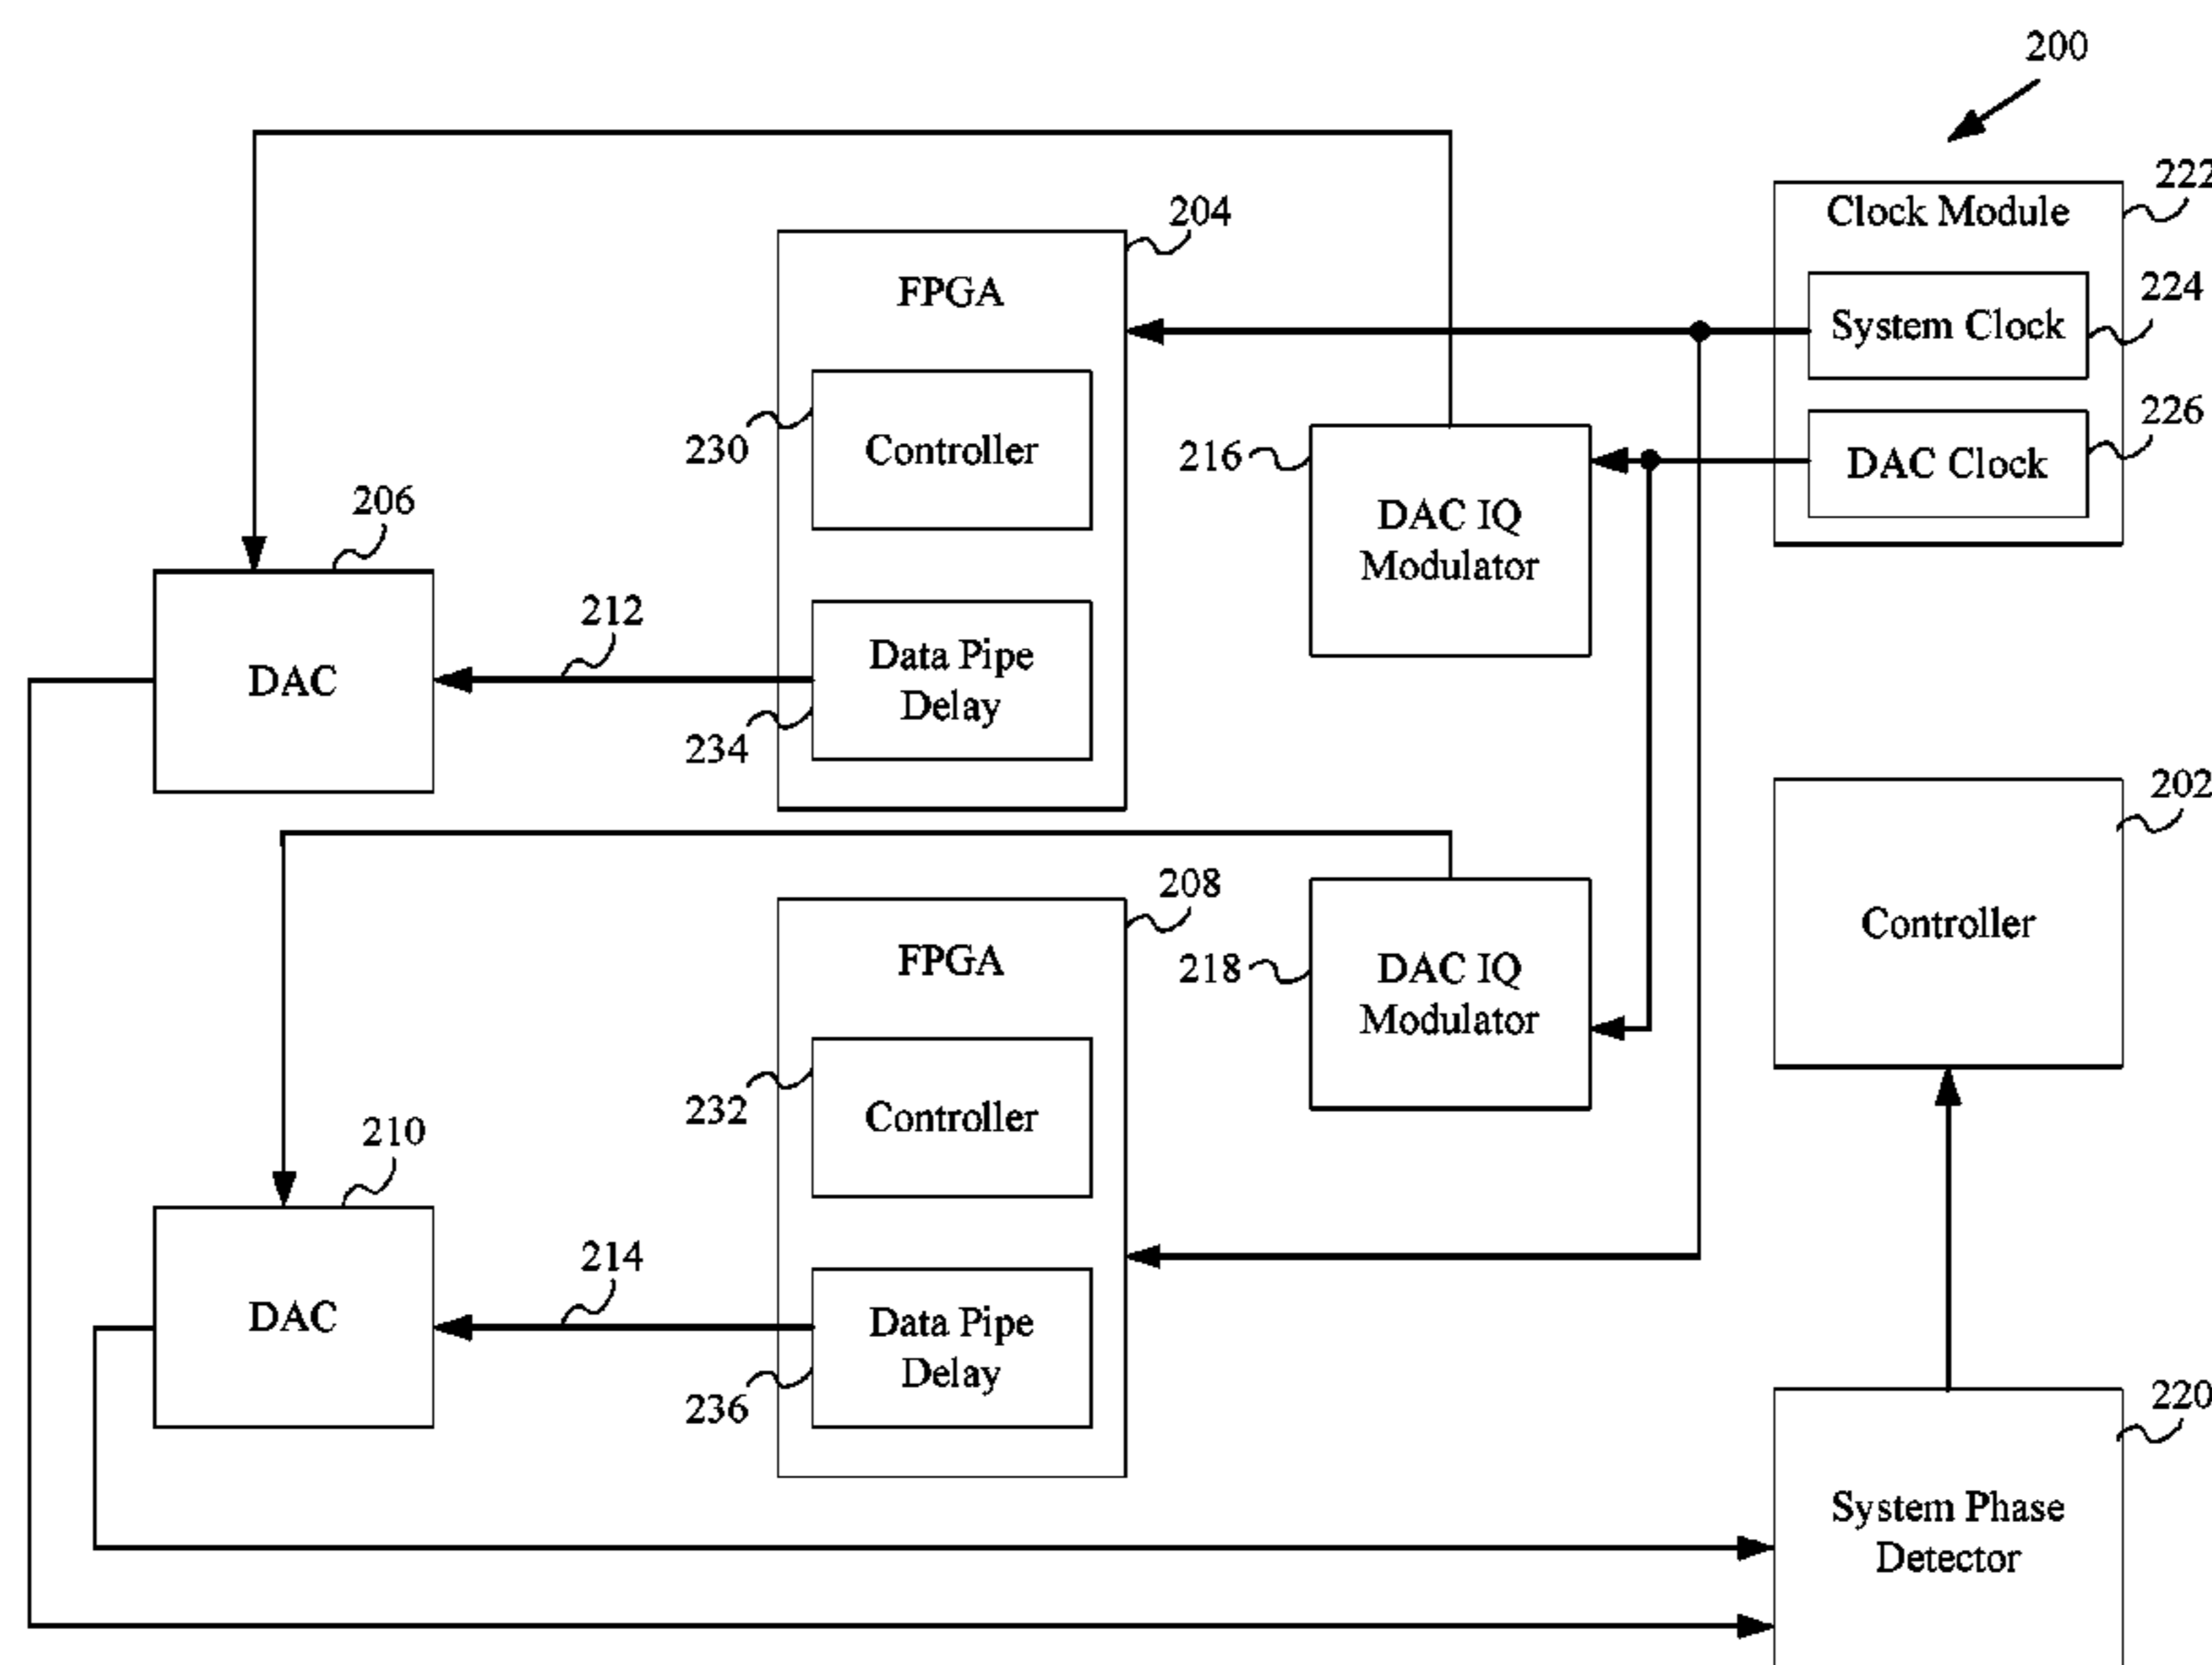 200
222
Clock Module
204
224
FPGA
System Clock
226
230
Controller
216
DAC Clock
206
DAC IQ
Modulator
212
DAC
Data Pipe
Delay
234
202
208
Controller
FPGA
218
DAC IQ
Modulator
232
Controller
210
214
DAC
Data Pipe
Delay
236
220
System Phase
Detector